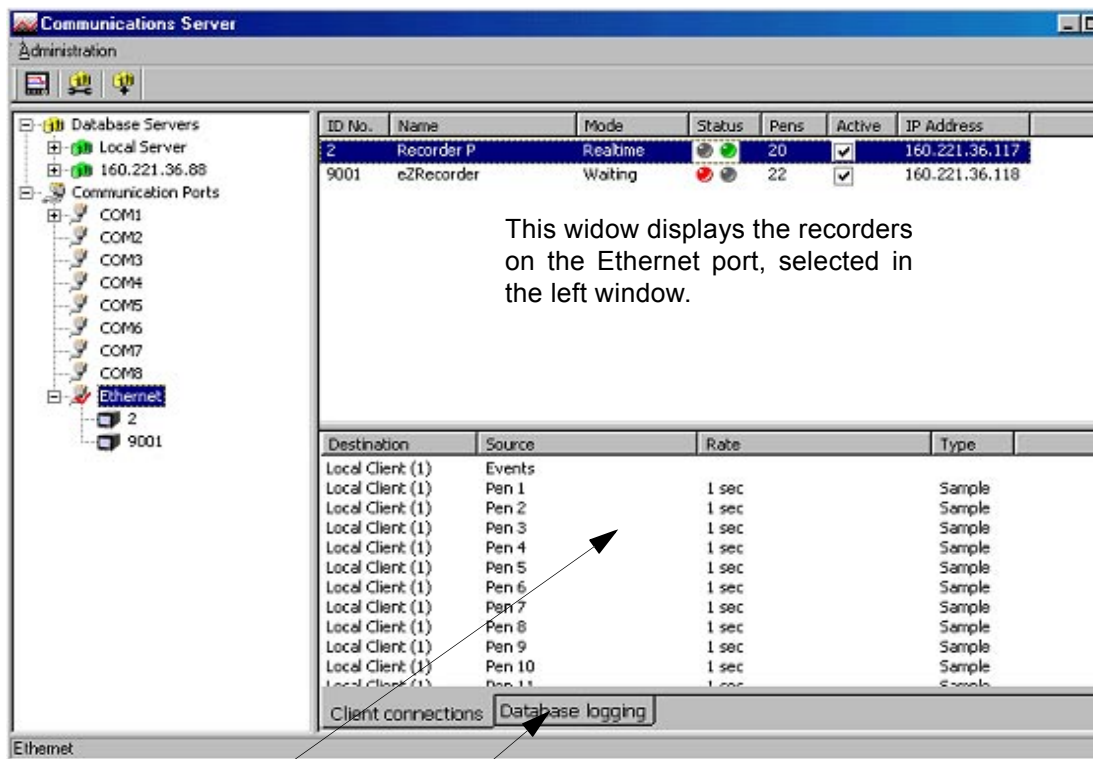 Communications Server
Administration
Database Servers
Local Server
160.221.36.88
Communication Ports
COM1
COM2
COM3
COM4
COM5
COM6
COM7
COM8
Ethernet
2
9001
ID No. Name Mode Status Pens Active IP Address
2 Recorder P Realtime 20 160.221.36.117
9001 eZRecorder Waiting 22 160.221.36.118
This widow displays the recorders
on the Ethernet port, selected in
the left window.
Destination Source Rate Type
Local Client (1) Events
Local Client (1) Pen 1 1 sec Sample
Local Client (1) Pen 2 1 sec Sample
Local Client (1) Pen 3 1 sec Sample
Local Client (1) Pen 4 1 sec Sample
Local Client (1) Pen 5 1 sec Sample
Local Client (1) Pen 6 1 sec Sample
Local Client (1) Pen 7 1 sec Sample
Local Client (1) Pen 8 1 sec Sample
Local Client (1) Pen 9 1 sec Sample
Local Client (1) Pen 10 1 sec Sample
Local Client (1) Pen 11 1 sec Sample
Client connections Database logging
Ethernet